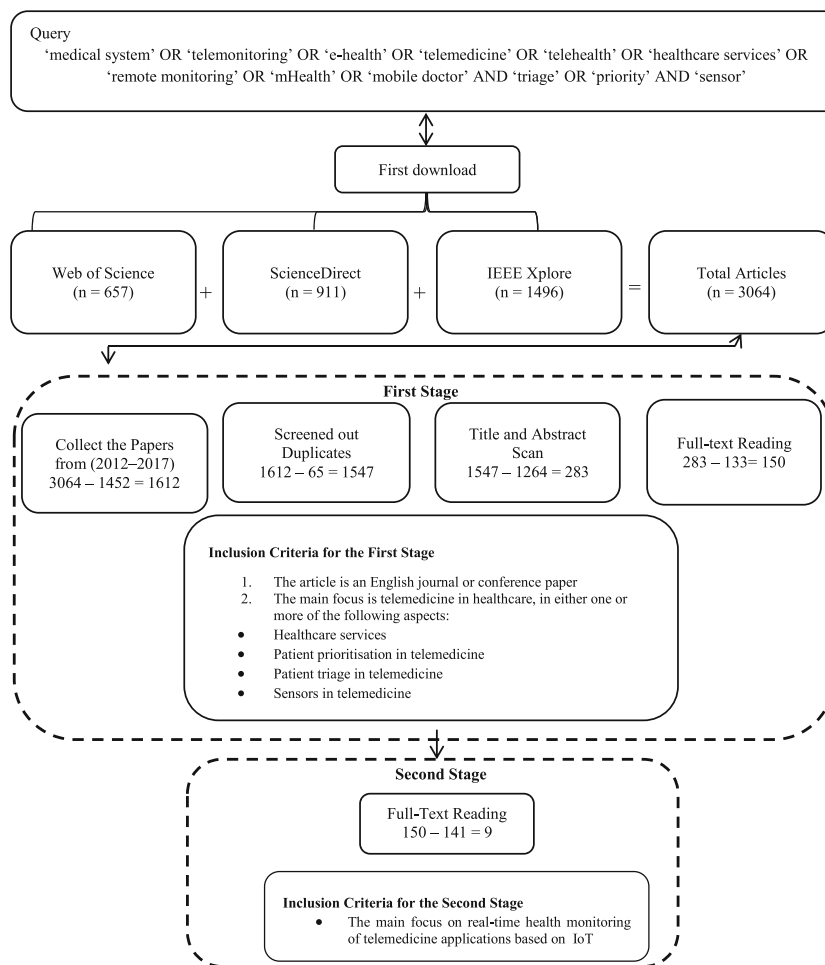 Query
‘medical system’ OR ‘telemonitoring’ OR ‘e-health’ OR ‘telemedicine’ OR ‘telehealth’ OR ‘healthcare services’ OR
‘remote monitoring’ OR ‘mHealth’ OR ‘mobile doctor’ AND ‘triage’ OR ‘priority’ AND ‘sensor’
First download
Web of Science
(n = 657)
+
ScienceDirect
(n = 911)
+
IEEE Xplore
(n = 1496)
=
Total Articles
(n = 3064)
First Stage
Collect the Papers
from (2012–2017)
3064 – 1452 = 1612
Screened out
Duplicates
1612 – 65 = 1547
Title and Abstract
Scan
1547 – 1264 = 283
Full-text Reading
283 – 133= 150
Inclusion Criteria for the First Stage
1. The article is an English journal or conference paper
2. The main focus is telemedicine in healthcare, in either one or
more of the following aspects:
● Healthcare services
● Patient prioritisation in telemedicine
● Patient triage in telemedicine
● Sensors in telemedicine
Second Stage
Full-Text Reading
150 – 141 = 9
Inclusion Criteria for the Second Stage
● The main focus on real-time health monitoring
of telemedicine applications based on IoT